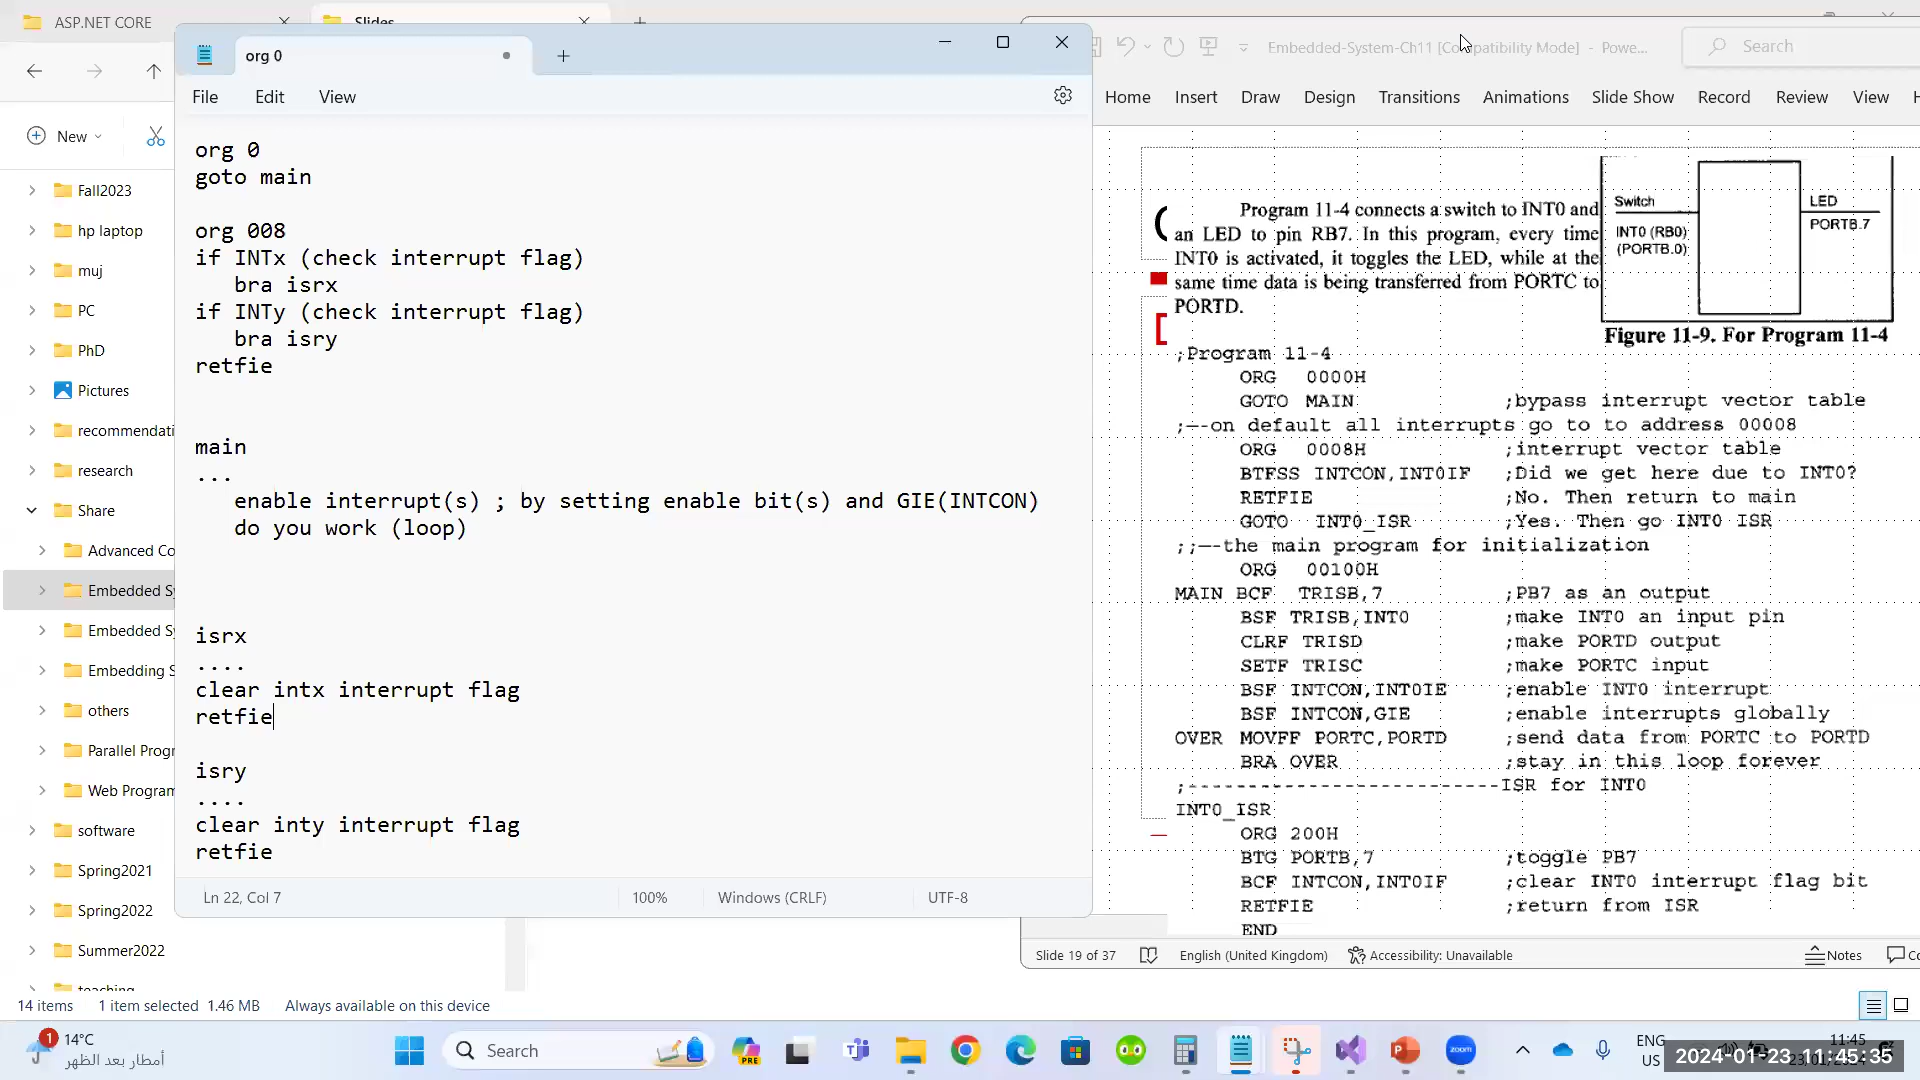 ASP.NET CORE
Slides
org 0
Embedded-System-Ch11 [Compatibility Mode] - Powe...
Search
File Edit View
Home Insert Draw Design Transitions Animations Slide Show Record Review View
New
Fall2023
hp laptop
muj
PC
PhD
Pictures
recommendati
research
Share
Advanced Co
Embedded Sy
Embedded Sy
Embedding S
others
Parallel Progr
Web Program
software
Spring2021
Spring2022
Summer2022
teaching
org 0
goto main
org 008
if INTx (check interrupt flag)
bra isrx
if INTy (check interrupt flag)
bra isry
retfie
main
...
enable interrupt(s) ; by setting enable bit(s) and GIE(INTCON)
do you work (loop)
isrx
....
clear intx interrupt flag
retfie
isry
....
clear inty interrupt flag
retfie
Ln 22, Col 7 100% Windows (CRLF) UTF-8
Program 11-4 connects a switch to INT0 and
an LED to pin RB7. In this program, every time
INT0 is activated, it toggles the LED, while at the
same time data is being transferred from PORTC to
PORTD.
Switch
INT0 (RB0)
(PORTB.0)
LED
PORTB.7
Figure 11-9. For Program 11-4
;Program 11-4
ORG 0000H
GOTO MAIN ;bypass interrupt vector table
;--on default all interrupts go to to address 00008
ORG 0008H ;interrupt vector table
BTFSS INTCON,INT0IF ;Did we get here due to INT0?
RETFIE ;No. Then return to main
GOTO INT0_ISR ;Yes. Then go INT0 ISR
;;--the main program for initialization
ORG 00100H
MAIN BCF TRISB,7 ;PB7 as an output
BSF TRISB,INT0 ;make INT0 an input pin
CLRF TRISD ;make PORTD output
SETF TRISC ;make PORTC input
BSF INTCON,INT0IE ;enable INT0 interrupt
BSF INTCON,GIE ;enable interrupts globally
OVER MOVFF PORTC,PORTD ;send data from PORTC to PORTD
BRA OVER ;stay in this loop forever
;--------------------------ISR for INT0
INT0_ISR
ORG 200H
BTG PORTB,7 ;toggle PB7
BCF INTCON,INT0IF ;clear INT0 interrupt flag bit
RETFIE ;return from ISR
END
Slide 19 of 37 English (United Kingdom) Accessibility: Unavailable Notes
14 items 1 item selected 1.46 MB Always available on this device
1
14°C
أمطار بعد الظهر
Search
PRE
zoom
ENG
US
11:45
2024-01-23 11:45:35